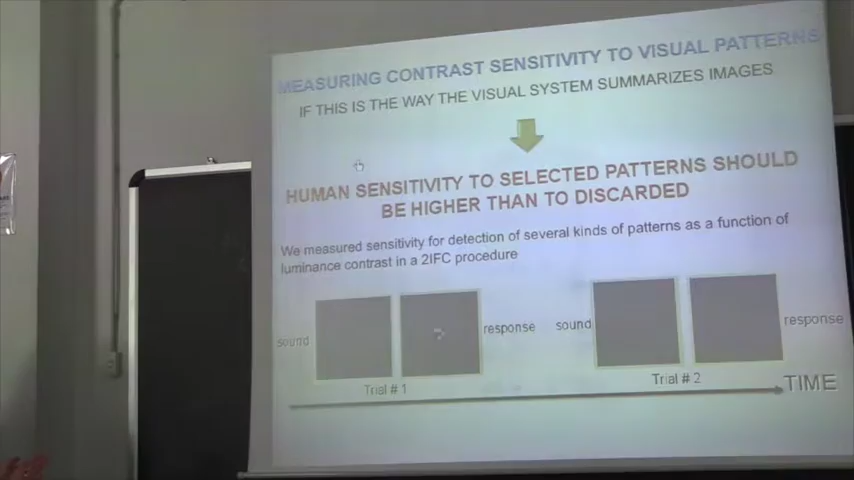 MEASURING CONTRAST SENSITIVITY TO VISUAL PATTERNS
IF THIS IS THE WAY THE VISUAL SYSTEM SUMMARIZES IMAGES
HUMAN SENSITIVITY TO SELECTED PATTERNS SHOULD
BE HIGHER THAN TO DISCARDED
We measured sensitivity for detection of several kinds of patterns as a function of
luminance contrast in a 2IFC procedure
sound response sound response
Trial # 1 Trial # 2
TIME